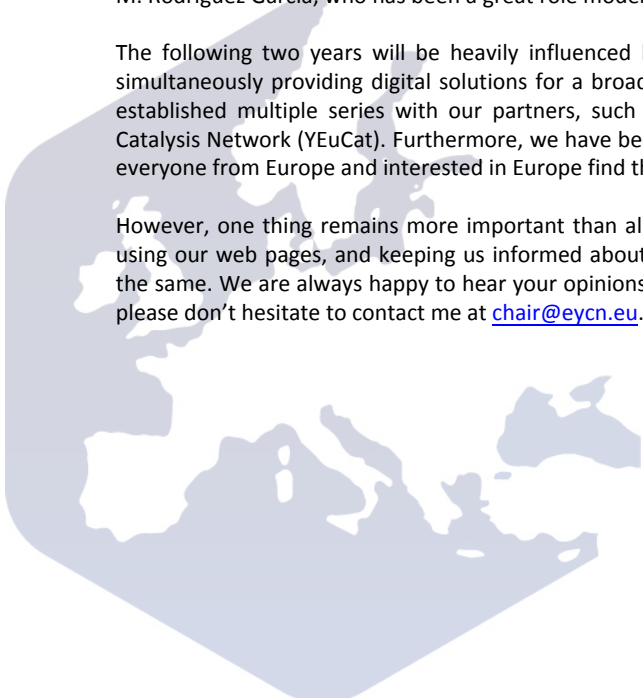 M. Rodríguez García, who has been a great role model
The following two years will be heavily influenced
simultaneously providing digital solutions for a broad
established multiple series with our partners, such
Catalysis Network (YEuCat). Furthermore, we have be
everyone from Europe and interested in Europe find th
However, one thing remains more important than al
using our web pages, and keeping us informed about
the same. We are always happy to hear your opinions
please don’t hesitate to contact me at chair@eycn.eu.